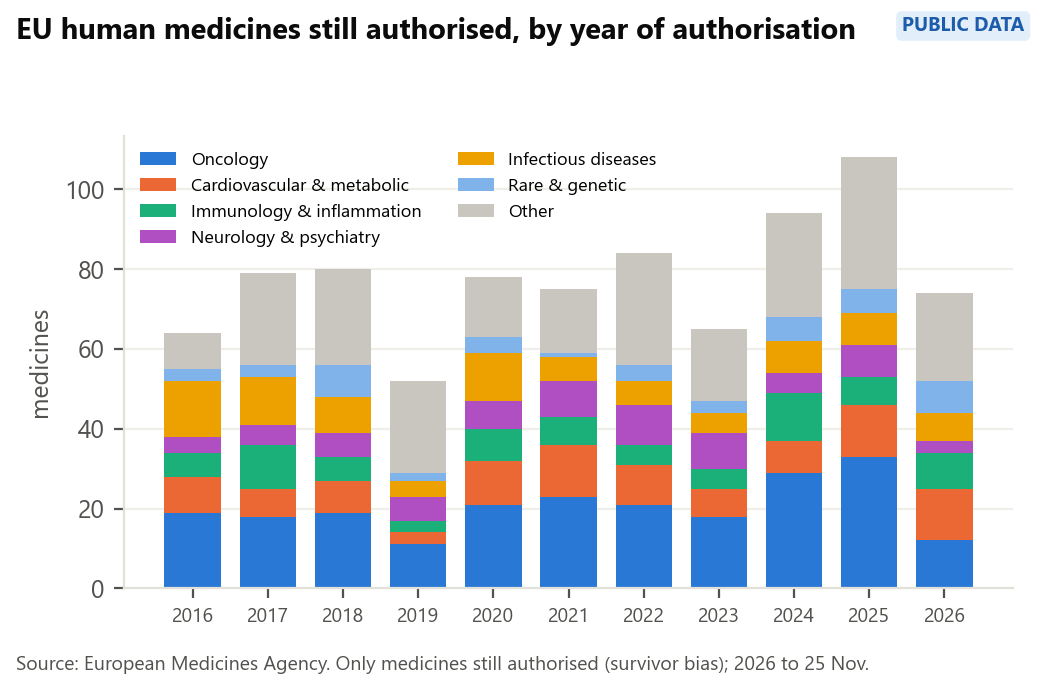 EU human medicines still authorised, by year of authorisation
PUBLIC DATA
Oncology
Cardiovascular & metabolic
Immunology & inflammation
Neurology & psychiatry
Infectious diseases
Rare & genetic
Other
medicines
100
80
60
40
20
0
2016 2017 2018 2019 2020 2021 2022 2023 2024 2025 2026
Source: European Medicines Agency. Only medicines still authorised (survivor bias); 2026 to 25 Nov.